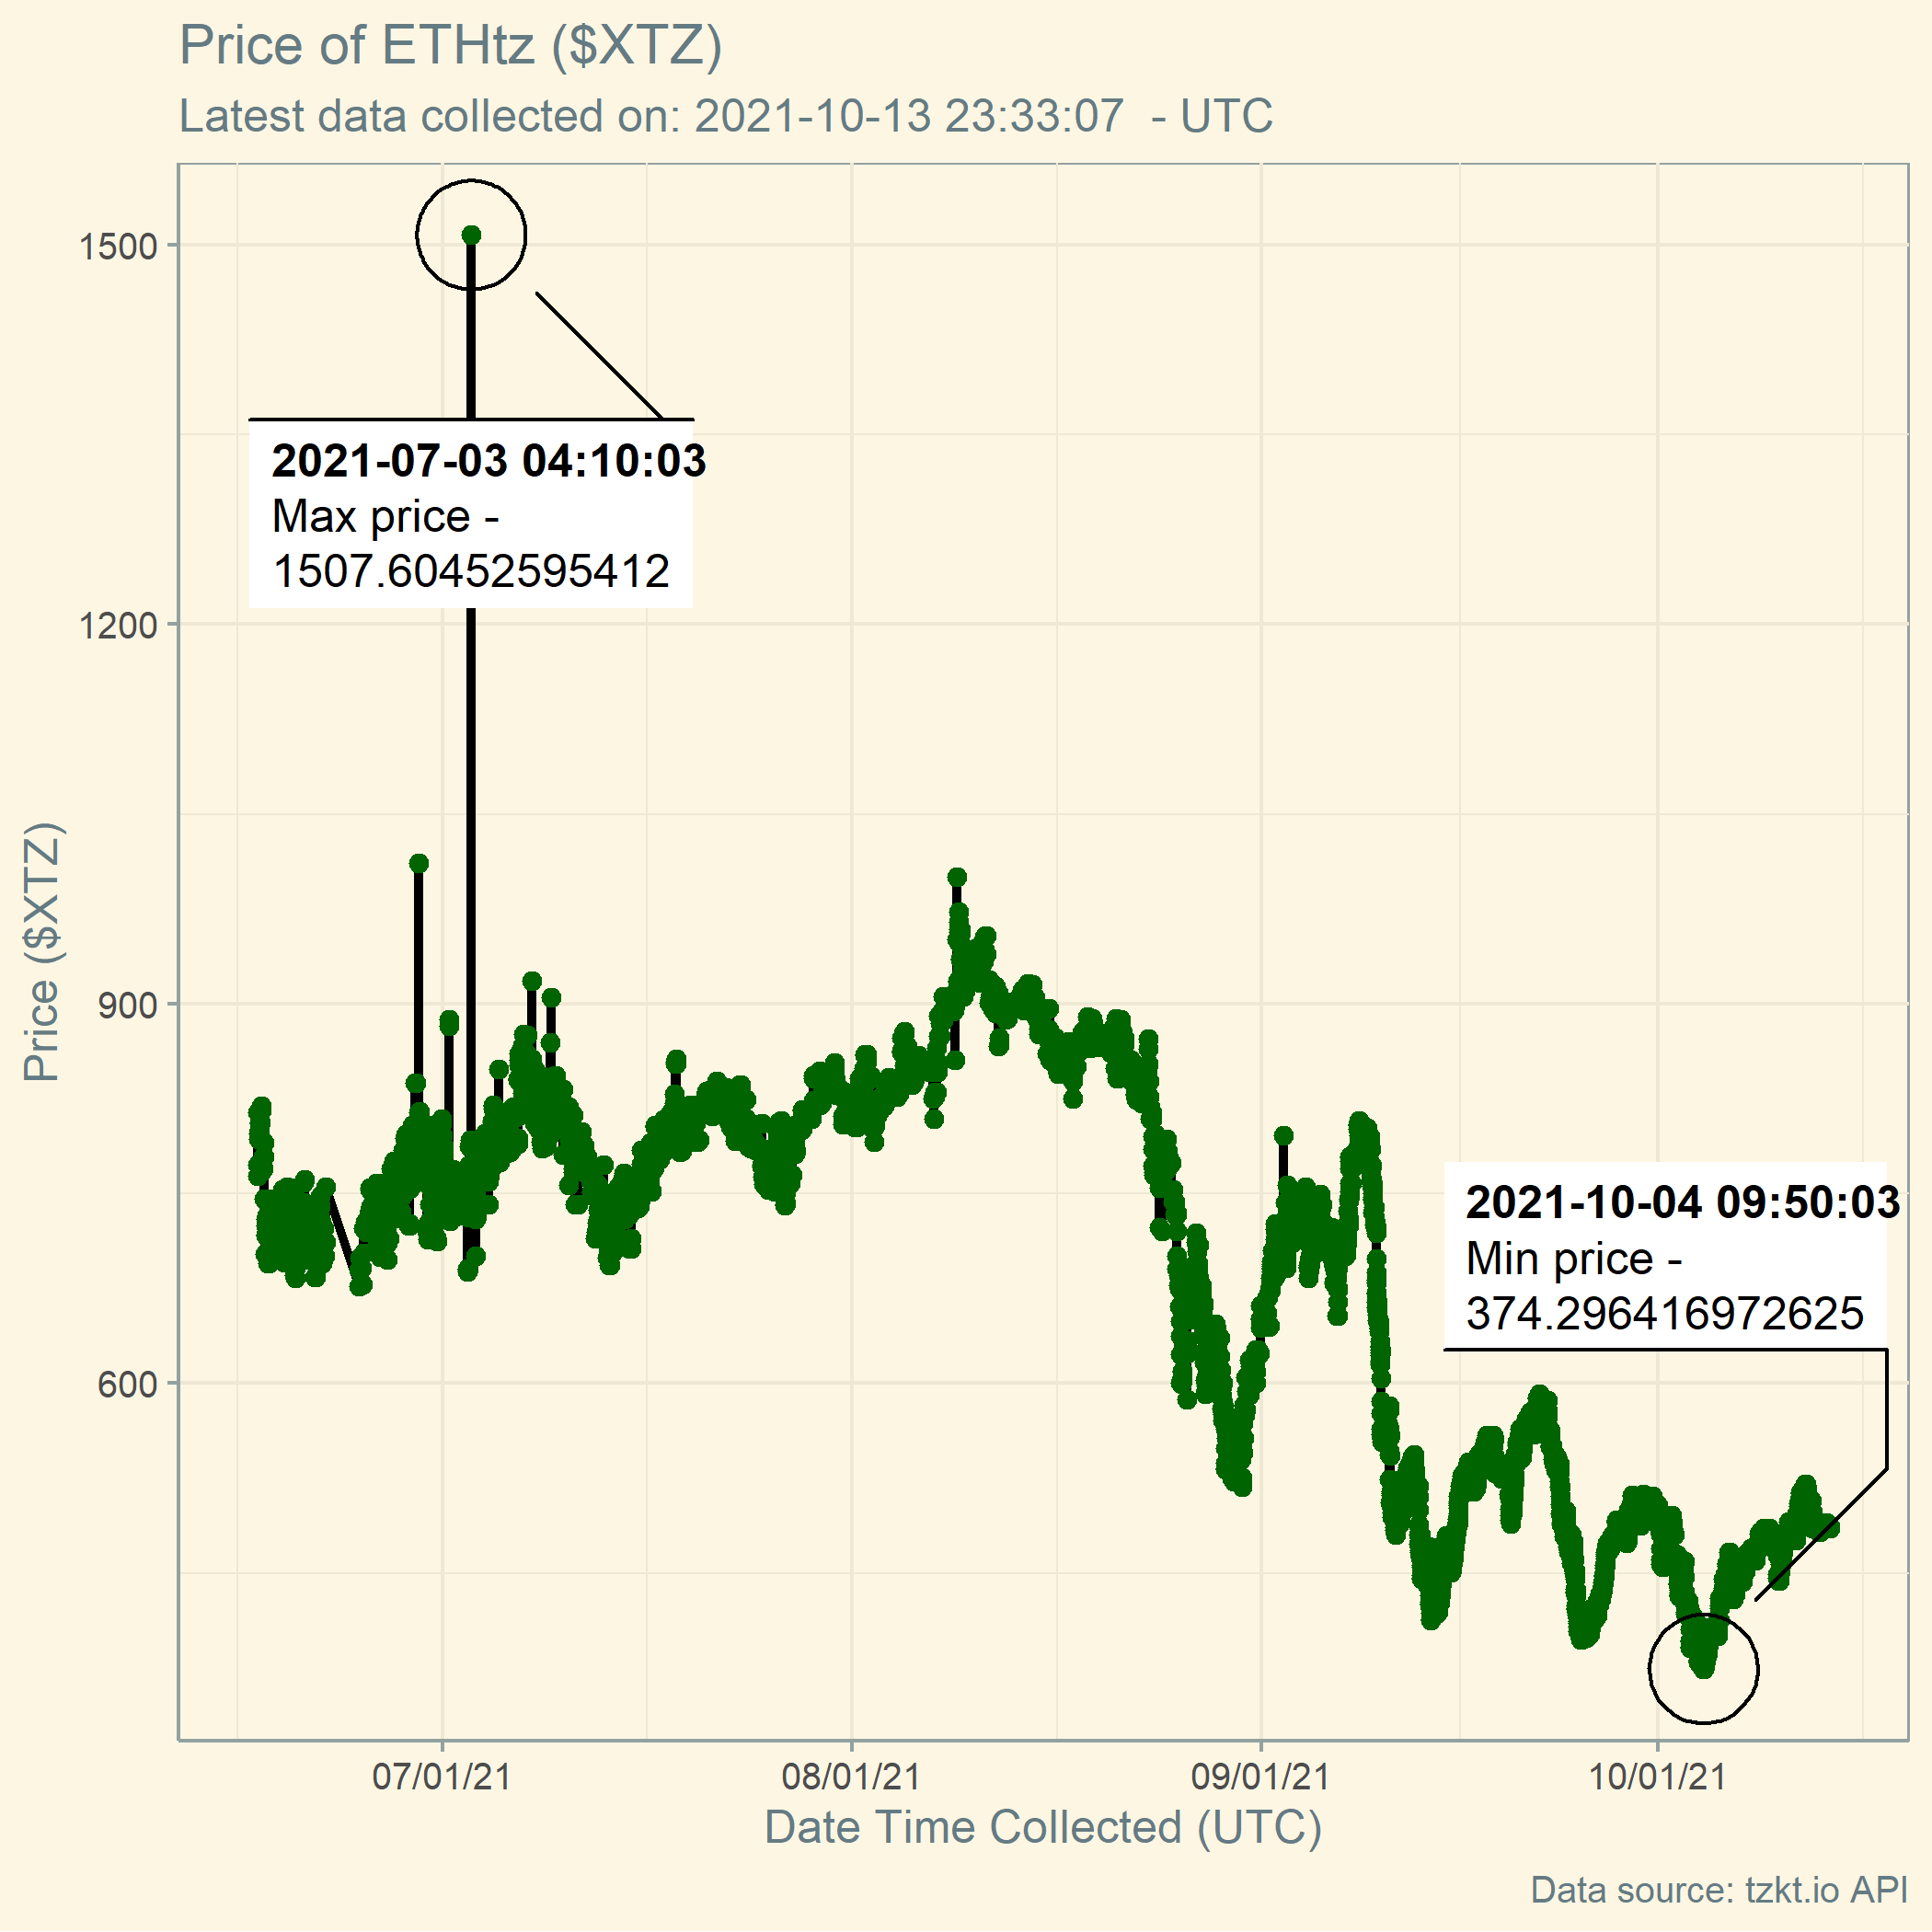 Price of ETHtz ($XTZ)
Latest data collected on: 2021-10-13 23:33:07  - UTC
1500
1200
900
600
Price ($XTZ)
2021-07-03 04:10:03
Max price -
1507.60452595412
2021-10-04 09:50:03
Min price -
374.296416972625
07/01/21
08/01/21
09/01/21
10/01/21
Date Time Collected (UTC)
Data source: tzkt.io API